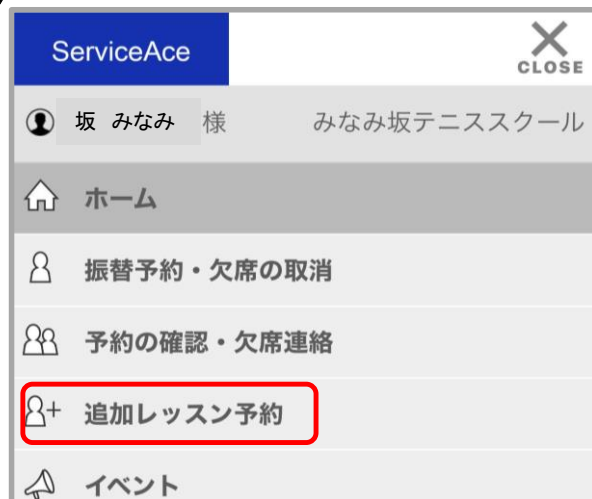 ServiceAce
CLOSE
坂 みなみ 様 みなみ坂テニススクール
ホーム
振替予約・欠席の取消
予約の確認・欠席連絡
追加レッスン予約
イベント